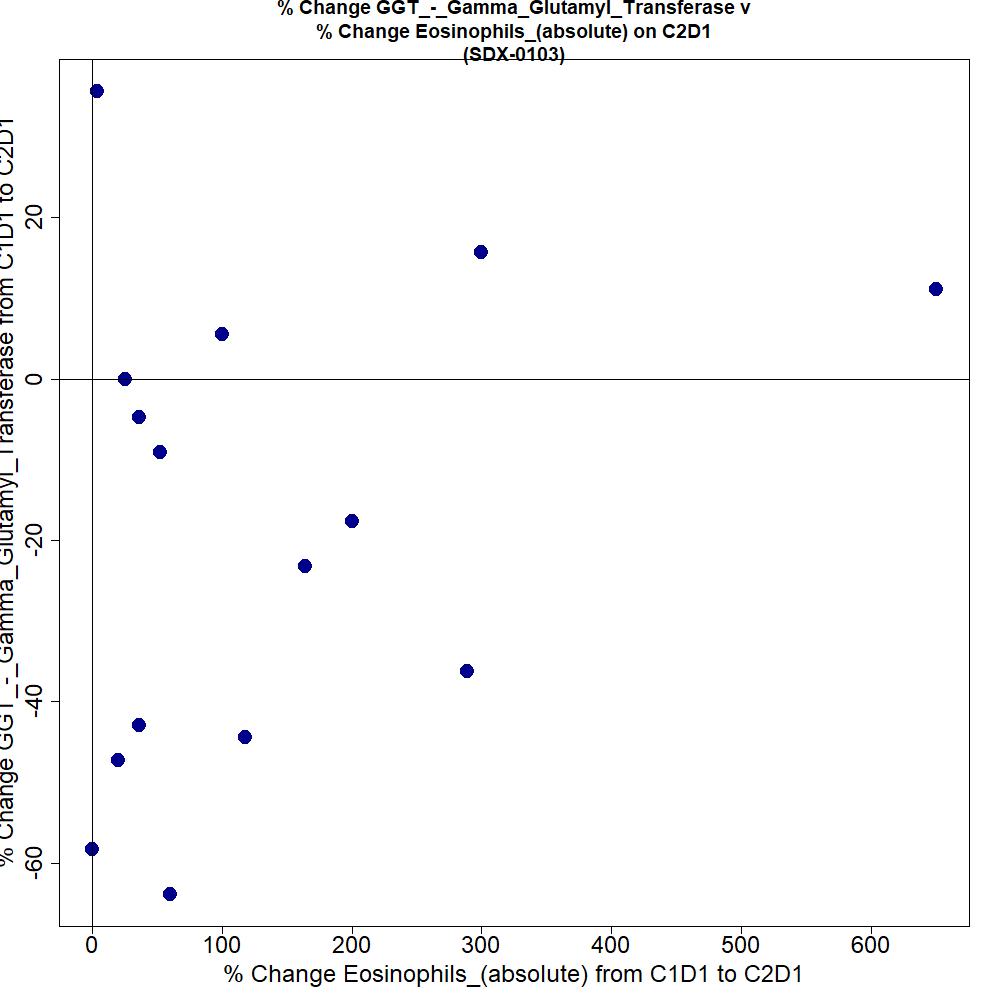 % Change GGT_-_Gamma_Glutamyl_Transferase v
% Change Eosinophils_(absolute) on C2D1
(SDX-0103)
% Change GGT_-_Gamma_Glutamyl_Transferase from C1D1 to C2D1
20
0
-20
-40
-60
0 100 200 300 400 500 600
% Change Eosinophils_(absolute) from C1D1 to C2D1